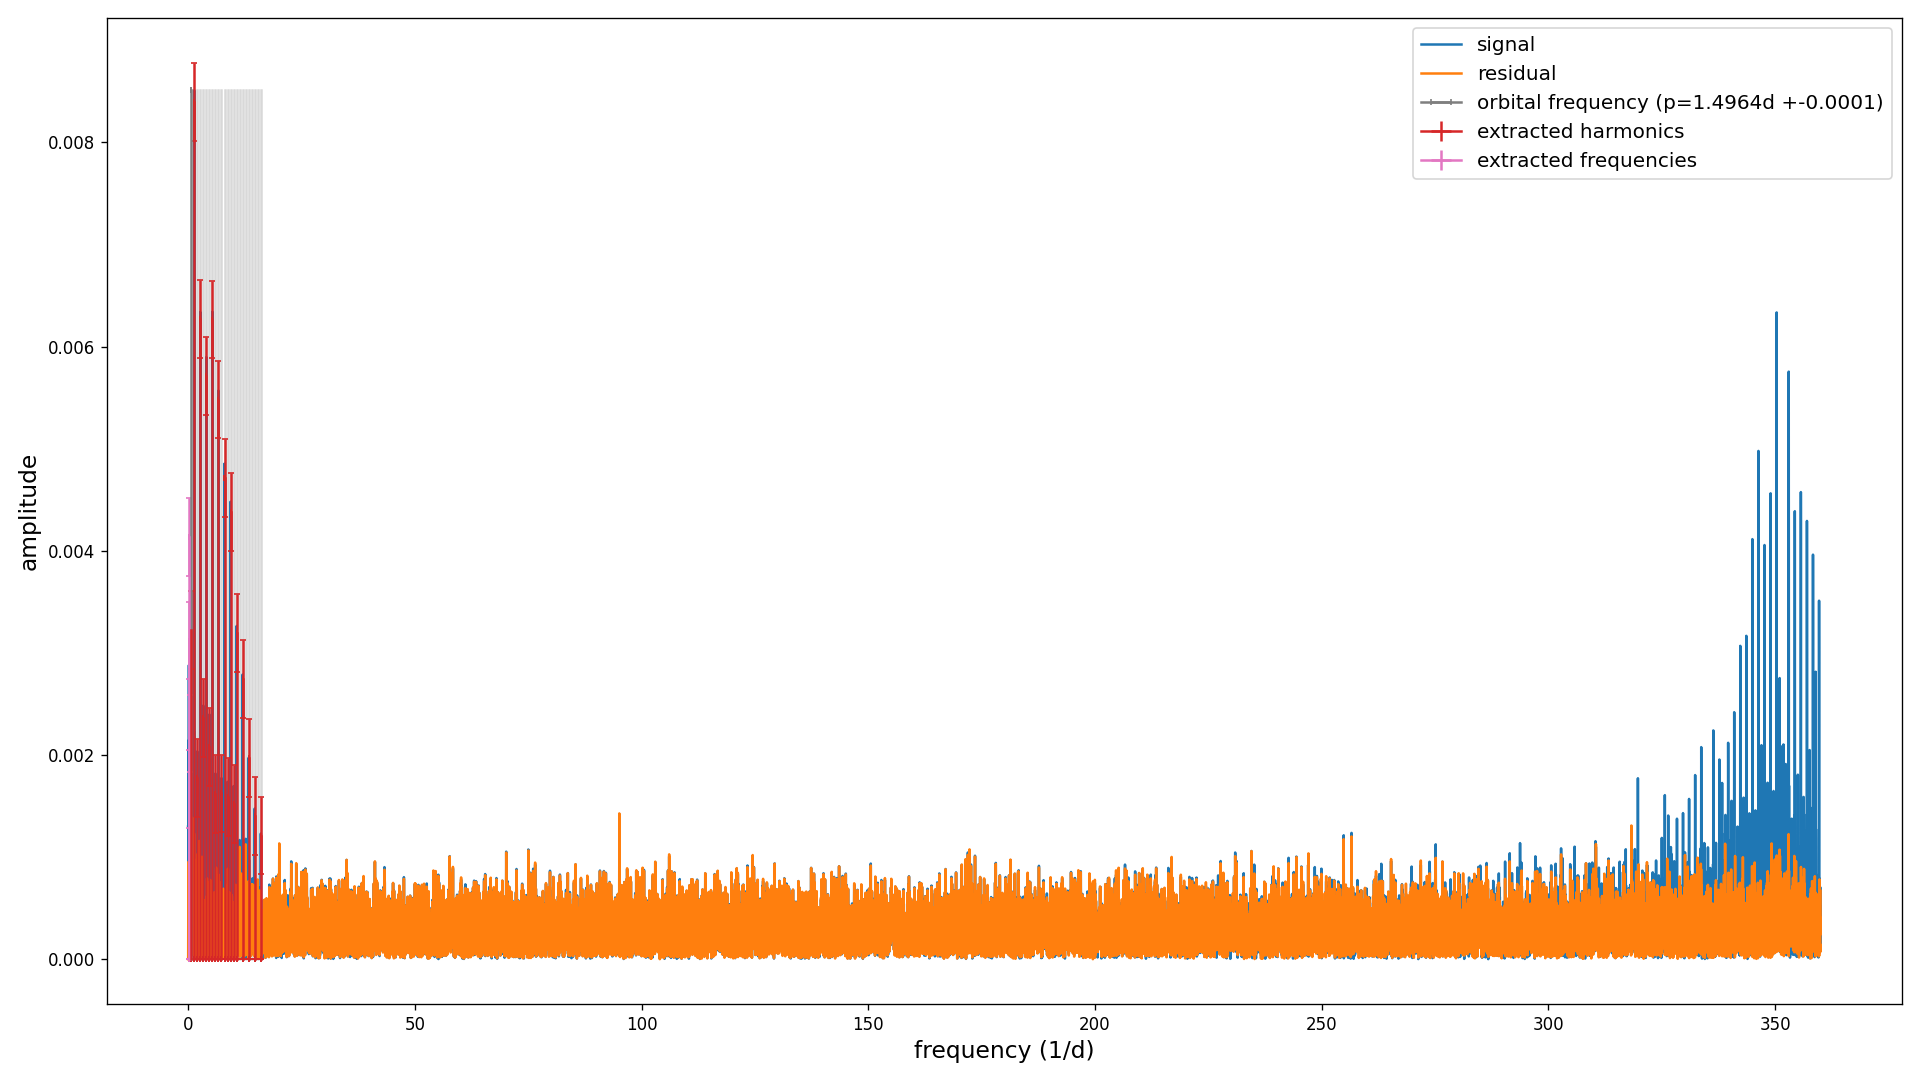 signal
residual
orbital frequency (p=1.4964d +-0.0001)
extracted harmonics
extracted frequencies
amplitude
0.008
0.006
0.004
0.002
0.000
0 50 100 150 200 250 300 350
frequency (1/d)